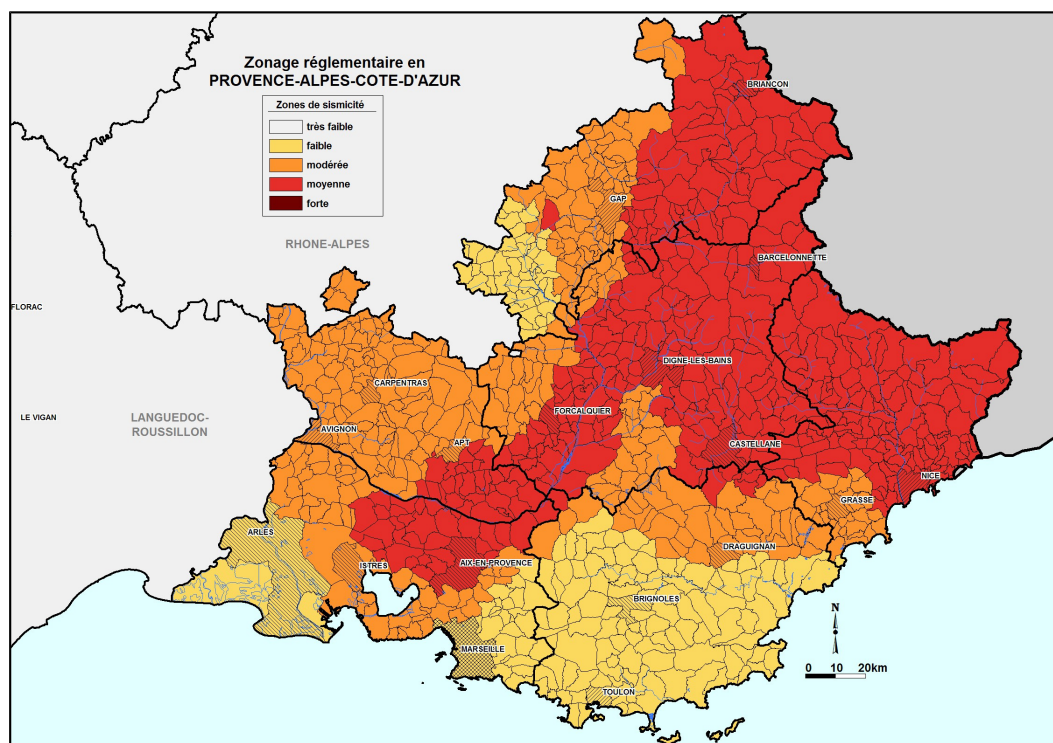 Zonage réglementaire en
PROVENCE-ALPES-COTE-D'AZUR
Zones de sismicité
très faible
faible
modérée
moyenne
forte
BRIANÇON
GAP
RHONE-ALPES
BARCELONNETTE
FLORAC
DIGNE-LES-BAINS
CARPENTRAS
FORCALQUIER
LE VIGAN
LANGUEDOC-
ROUSSILLON
AVIGNON
APT
CASTELLANE
NICE
GRASSE
ARLES
DRAGUIGNAN
ISTRES
AIX-EN-PROVENCE
BRIGNOLES
N
MARSEILLE
0 10 20km
TOULON